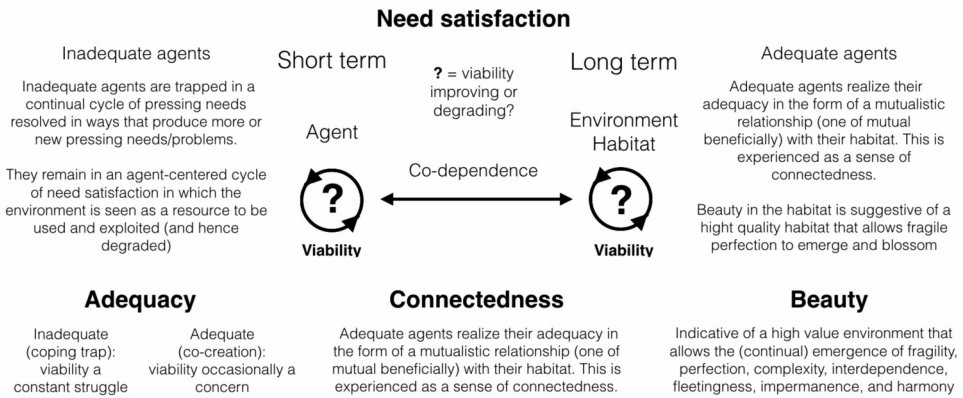 Need satisfaction
Inadequate agents
Inadequate agents are trapped in a
continual cycle of pressing needs
resolved in ways that produce more or
new pressing needs/problems.
They remain in an agent-centered cycle
of need satisfaction in which the
environment is seen as a resource to be
used and exploited (and hence
degraded)
Short term
Agent
?
Viability
? = viability
improving or
degrading?
Co-dependence
Long term
Environment
Habitat
?
Viability
Adequate agents
Adequate agents realize their
adequacy in the form of a mutualistic
relationship (one of mutual
beneficially) with their habitat. This is
experienced as a sense of
connectedness.
Beauty in the habitat is suggestive of a
hight quality habitat that allows fragile
perfection to emerge and blossom
Adequacy
Inadequate
(coping trap):
viability a
constant struggle
Adequate
(co-creation):
viability occasionally a
concern
Connectedness
Adequate agents realize their adequacy in
the form of a mutualistic relationship (one of
mutual beneficially) with their habitat. This is
experienced as a sense of connectedness.
Beauty
Indicative of a high value environment that
allows the (continual) emergence of fragility,
perfection, complexity, interdependence,
fleetingness, impermanence, and harmony